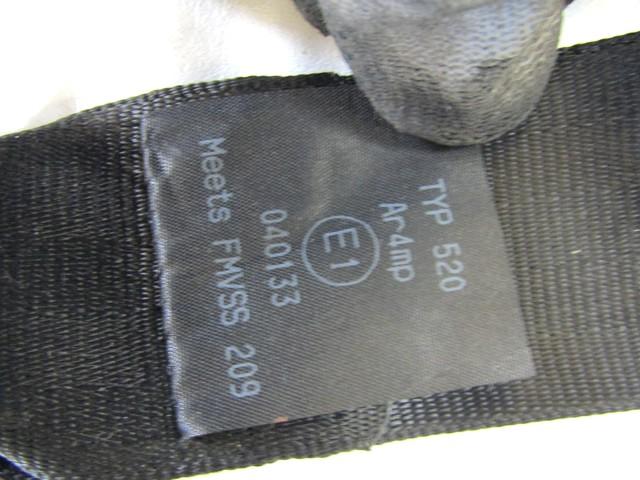 TYP 520
Ar4mp
E1
040133
Meets FMVSS 209